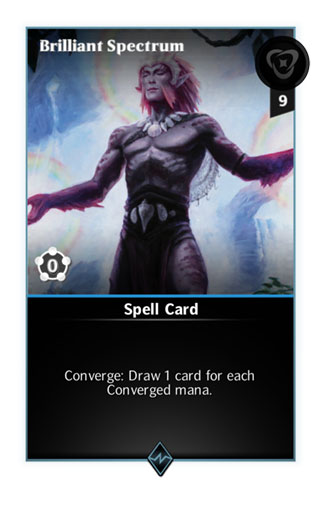 Brilliant Spectrum
9
0
Spell Card
Converge: Draw 1 card for each
Converged mana.